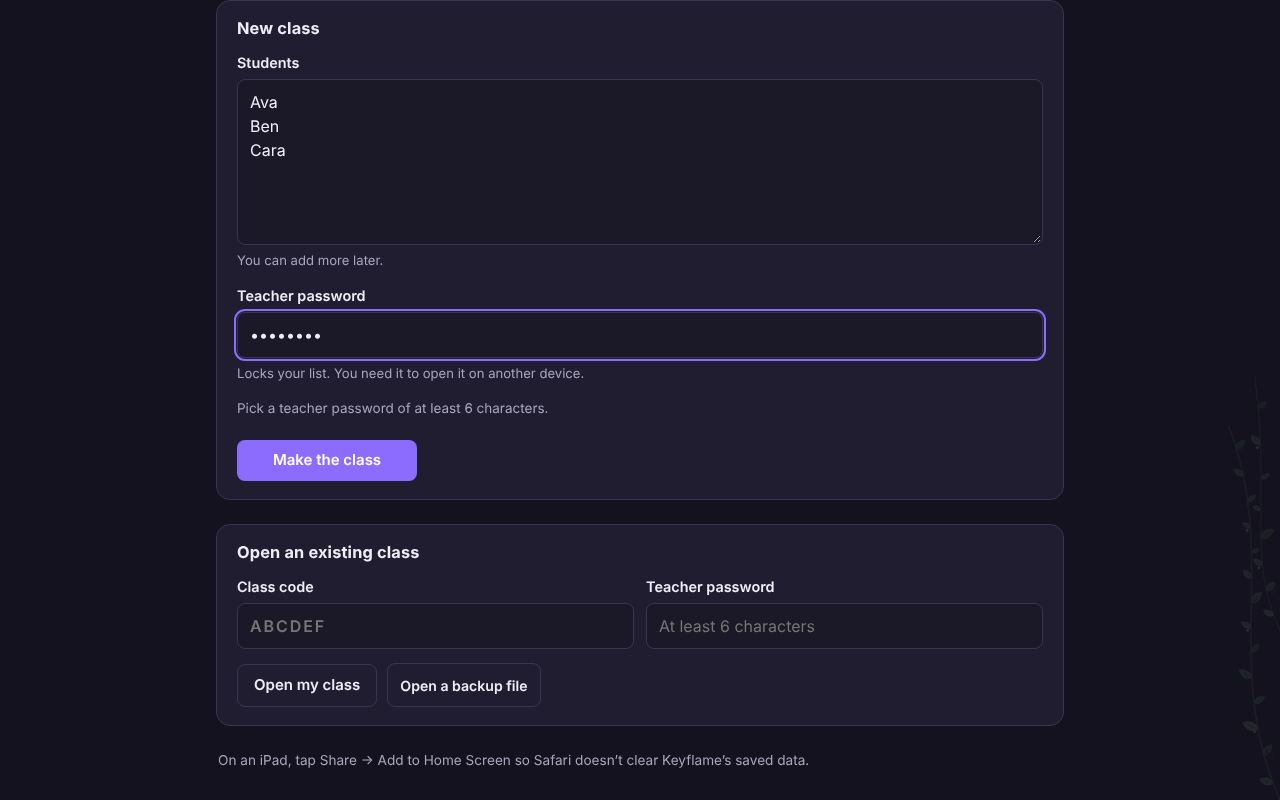 New class
Students
Ava
Ben
Cara
You can add more later.
Teacher password
••••••••
Locks your list. You need it to open it on another device.
Pick a teacher password of at least 6 characters.
Make the class
Open an existing class
Class code
Teacher password
ABCDEF
At least 6 characters
Open my class
Open a backup file
On an iPad, tap Share → Add to Home Screen so Safari doesn’t clear Keyflame’s saved data.